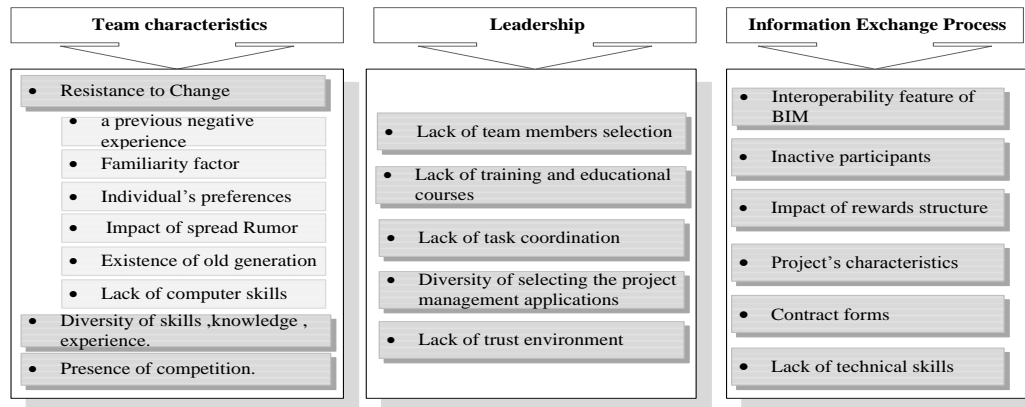 Team characteristics
• Resistance to Change
• a previous negative
experience
• Familiarity factor
• Individual’s preferences
• Impact of spread Rumor
• Existence of old generation
• Lack of computer skills
• Diversity of skills ,knowledge ,
experience.
• Presence of competition.
Leadership
• Lack of team members selection
• Lack of training and educational
courses
• Lack of task coordination
• Diversity of selecting the project
management applications
• Lack of trust environment
Information Exchange Process
• Interoperability feature of
BIM
• Inactive participants
• Impact of rewards structure
• Project’s characteristics
• Contract forms
• Lack of technical skills